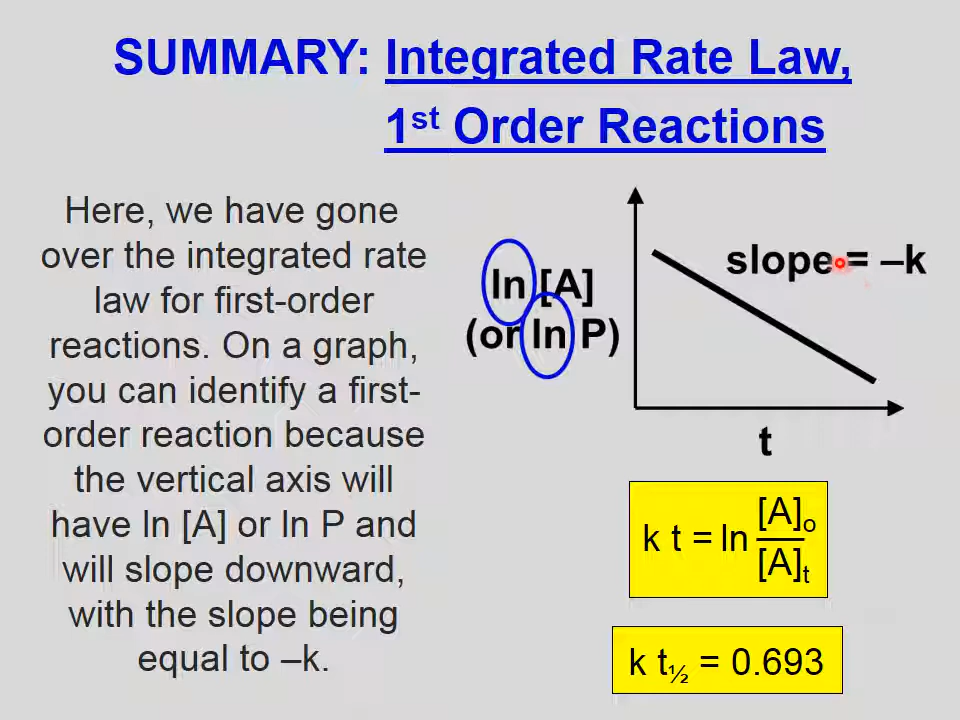 SUMMARY: Integrated Rate Law,
1st Order Reactions
Here, we have gone
over the integrated rate
law for first-order
reactions. On a graph,
you can identify a first-
order reaction because
the vertical axis will
have ln [A] or ln P and
will slope downward,
with the slope being
equal to –k.
ln [A]
(or ln P)
slope = –k
t
k t = ln [A]o / [A]t
k t½ = 0.693